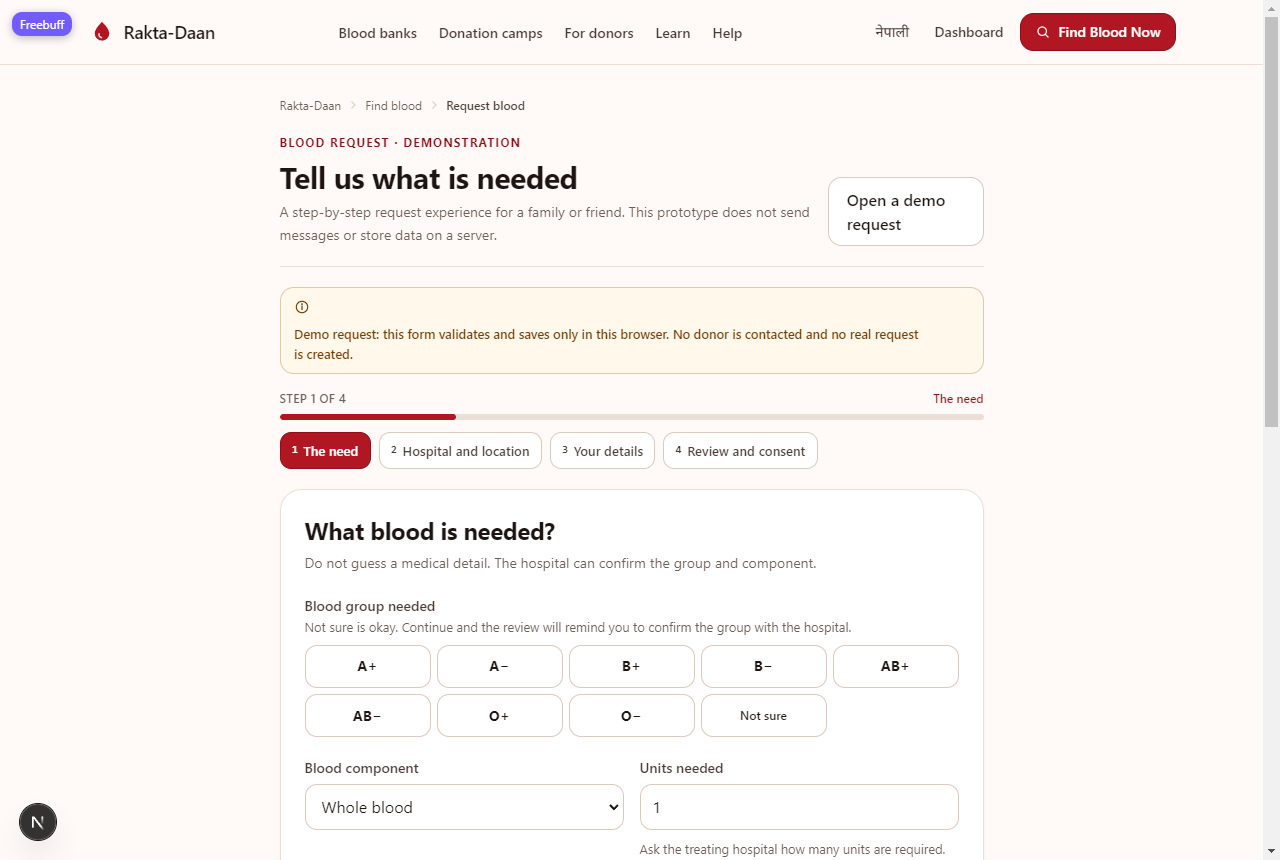 Freebuff
Rakta-Daan
Blood banks
Donation camps
For donors
Learn
Help
नेपाली
Dashboard
Find Blood Now
Rakta-Daan
Find blood
Request blood
BLOOD REQUEST · DEMONSTRATION
Tell us what is needed
A step-by-step request experience for a family or friend. This prototype does not send
messages or store data on a server.
Open a demo
request
Demo request: this form validates and saves only in this browser. No donor is contacted and no real request
is created.
STEP 1 OF 4
The need
1 The need
2 Hospital and location
3 Your details
4 Review and consent
What blood is needed?
Do not guess a medical detail. The hospital can confirm the group and component.
Blood group needed
Not sure is okay. Continue and the review will remind you to confirm the group with the hospital.
A+
A−
B+
B−
AB+
AB−
O+
O−
Not sure
Blood component
Units needed
Whole blood
1
Ask the treating hospital how many units are required.
N